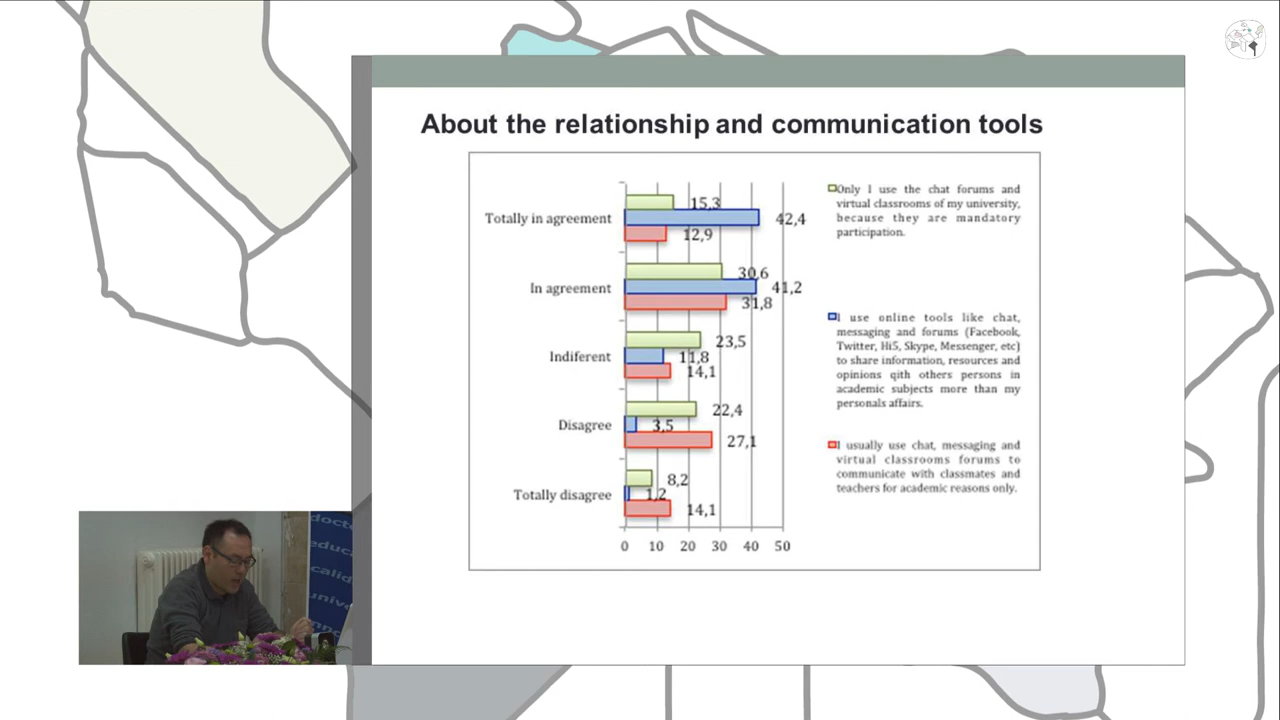 About the relationship and communication tools
Totally in agreement
15,3
42,4
12,9
In agreement
30,6
41,2
31,8
Indiferent
23,5
11,8
14,1
Disagree
22,4
3,5
27,1
Totally disagree
8,2
1,2
14,1
0 10 20 30 40 50
Only I use the chat forums and
virtual classrooms of my university,
because they are mandatory
participation.
I use online tools like chat,
messaging and forums (Facebook,
Twitter, Hi5, Skype, Messenger, etc)
to share information, resources and
opinions qith others persons in
academic subjects more than my
personals affairs.
I usually use chat, messaging and
virtual classrooms forums to
communicate with classmates and
teachers for academic reasons only.
docto
educa
calid
unive